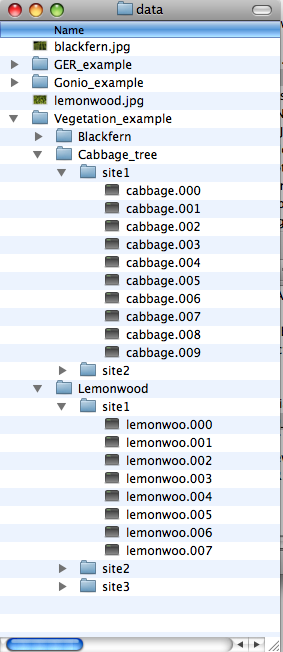 data
Name
blackfern.jpg
GER_example
Gonio_example
lemonwood.jpg
Vegetation_example
Blackfern
Cabbage_tree
site1
cabbage.000
cabbage.001
cabbage.002
cabbage.003
cabbage.004
cabbage.005
cabbage.006
cabbage.007
cabbage.008
cabbage.009
site2
Lemonwood
site1
lemonwoo.000
lemonwoo.001
lemonwoo.002
lemonwoo.003
lemonwoo.004
lemonwoo.005
lemonwoo.006
lemonwoo.007
site2
site3